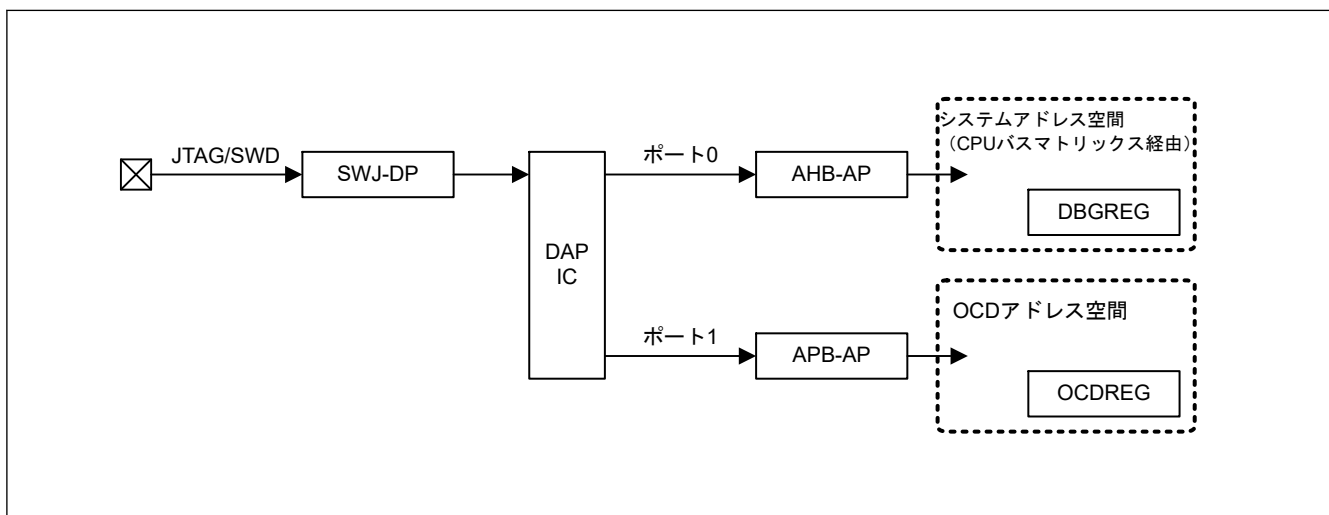 JTAG/SWD
SWJ-DP
DAP
IC
ポート0
AHB-AP
システムアドレス空間
（CPUバスマトリックス経由）
DBGREG
ポート1
APB-AP
OCDアドレス空間
OCDREG